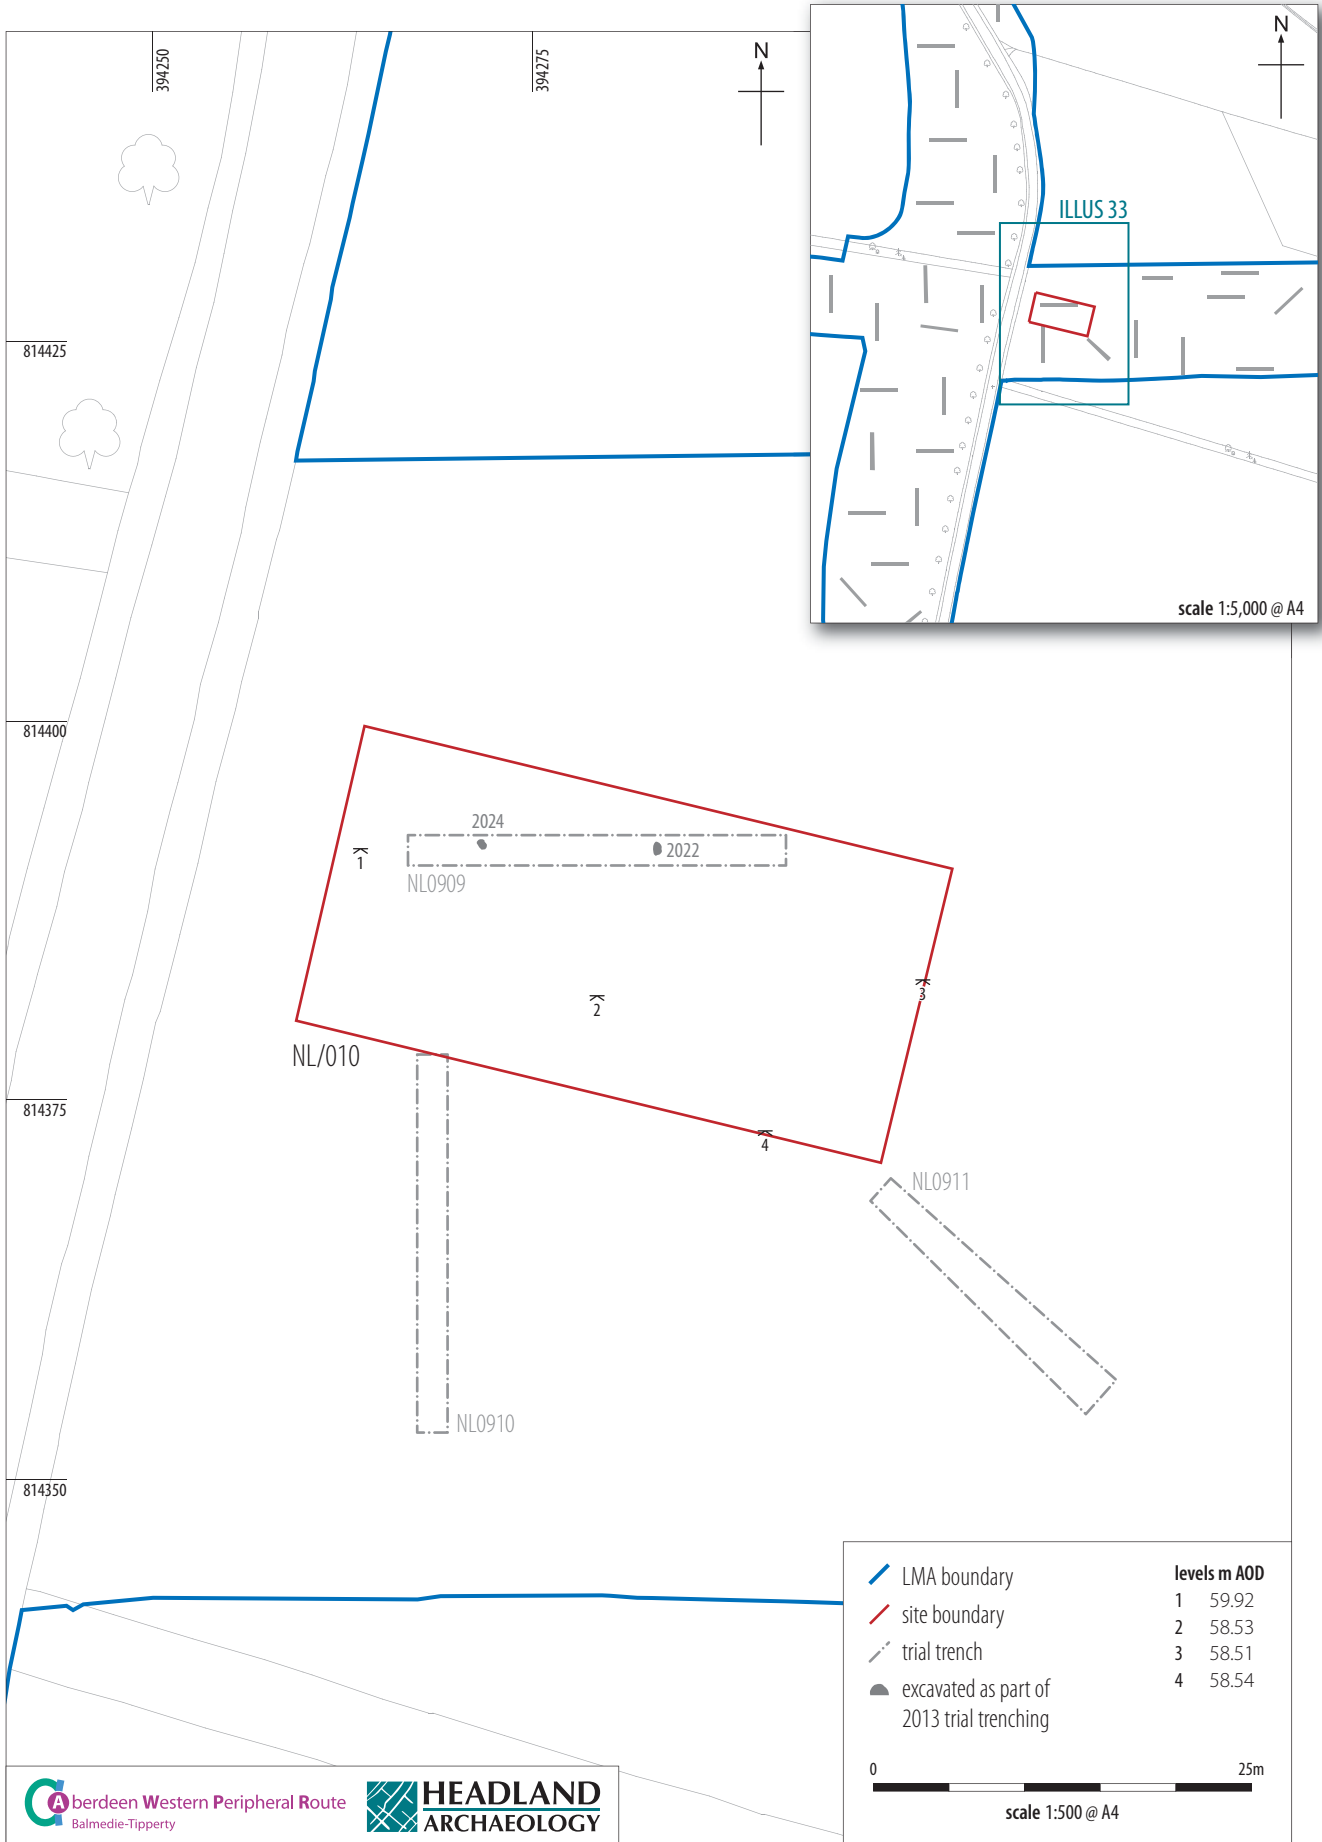 394250
394275
N
N
ILLUS 33
scale 1:5,000 @ A4
814425
814400
2024
2022
NL0909
1
2
3
NL/010
4
814375
NL0911
NL0910
814350
LMA boundary
site boundary
trial trench
excavated as part of
2013 trial trenching
levels m AOD
1 59.92
2 58.53
3 58.51
4 58.54
0 25m
scale 1:500 @ A4
Aberdeen Western Peripheral Route
Balmedie-Tipperty
HEADLAND
ARCHAEOLOGY